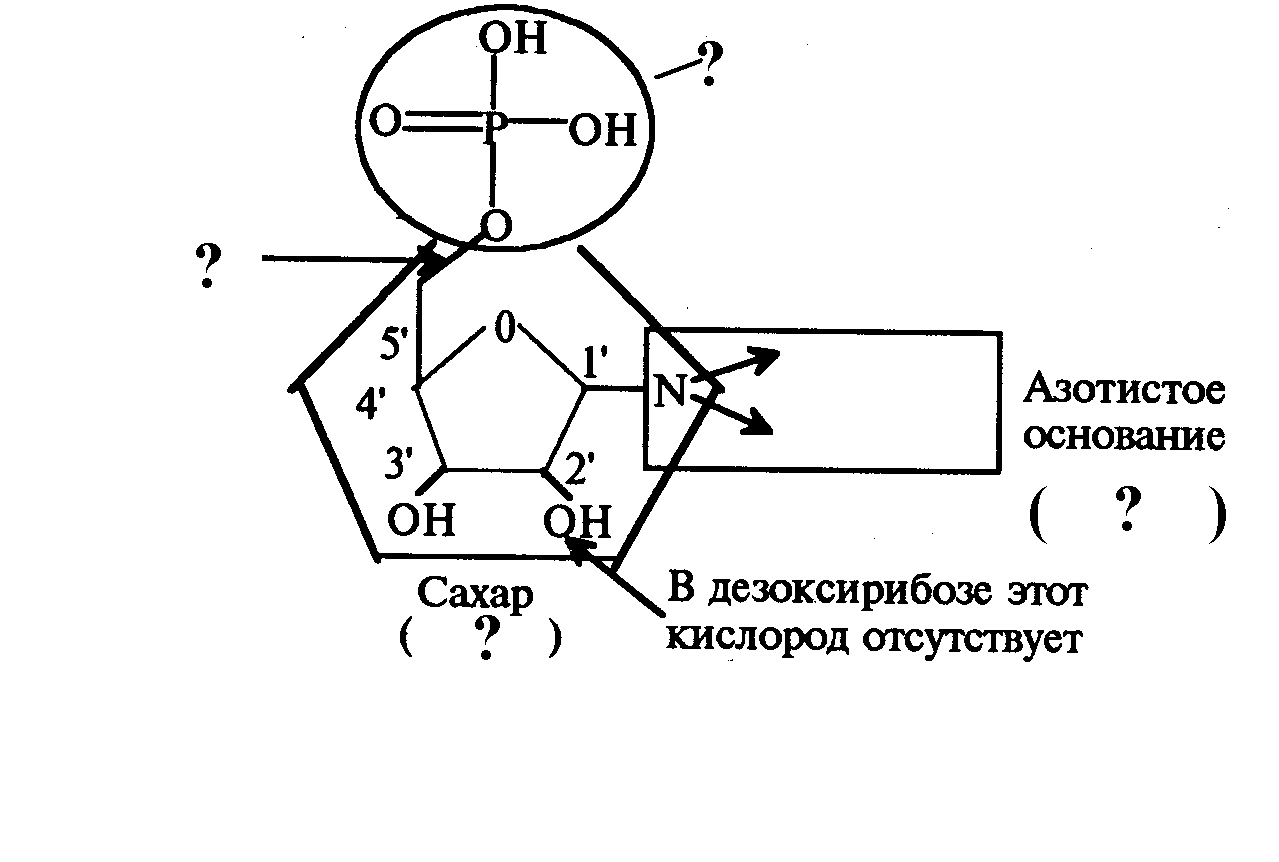 OH
?
O
P
OH
O
?
5'
0
1'
4'
N
Азотистое
основание
3'
2'
( ? )
OH
OH
Сахар
( ? )
В дезоксирибозе этот
кислород отсутствует